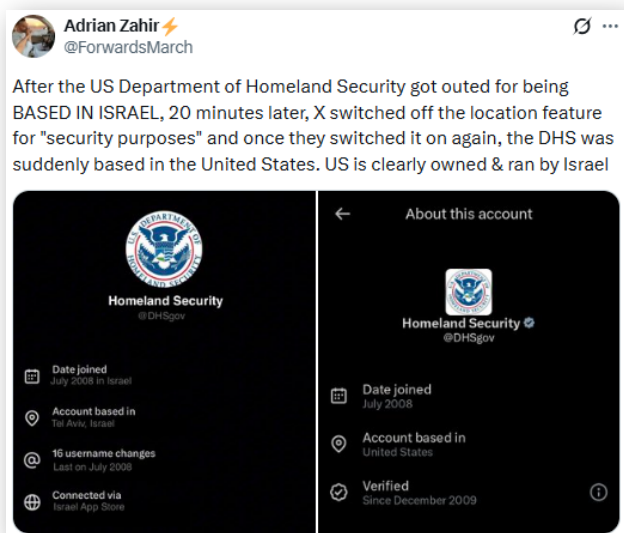 Adrian Zahir⚡
@ForwardsMarch
After the US Department of Homeland Security got outed for being
BASED IN ISRAEL, 20 minutes later, X switched off the location feature
for "security purposes" and once they switched it on again, the DHS was
suddenly based in the United States. US is clearly owned & ran by Israel
U.S. DEPARTMENT OF
HOMELAND SECURITY
Homeland Security
@DHSgov
Date joined
July 2008 in Israel
Account based in
Tel Aviv, Israel
16 username changes
Last on July 2008
Connected via
Israel App Store
About this account
Homeland Security
@DHSgov
Date joined
July 2008
Account based in
United States
Verified
Since December 2009